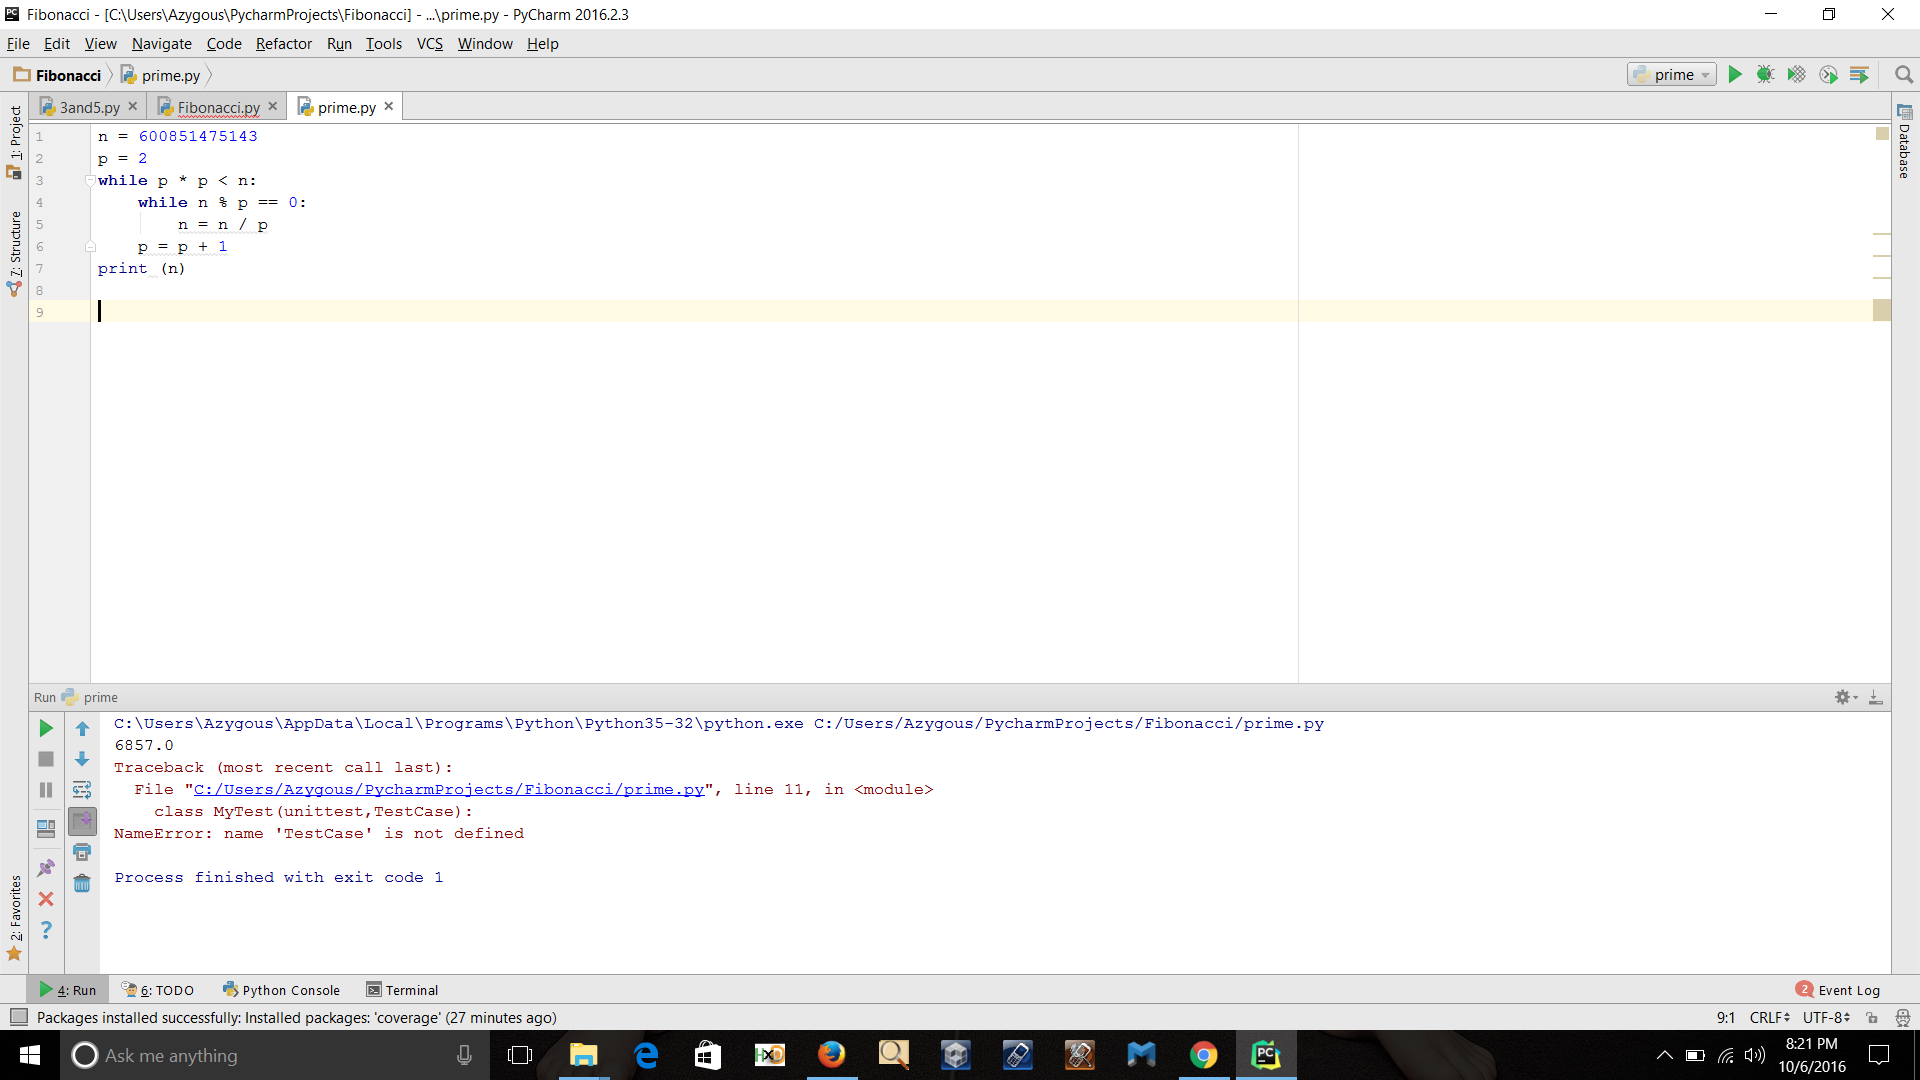 PC Fibonacci - [C:\Users\Azygous\PycharmProjects\Fibonacci] - ...\prime.py - PyCharm 2016.2.3
File Edit View Navigate Code Refactor Run Tools VCS Window Help
Fibonacci prime.py prime
3and5.py Fibonacci.py prime.py
1: Project
7: Structure
2: Favorites
Database
1 n = 600851475143
2 p = 2
3 while p * p < n:
4 while n % p == 0:
5 n = n / p
6 p = p + 1
7 print (n)
8
9
Run prime
C:\Users\Azygous\AppData\Local\Programs\Python\Python35-32\python.exe C:/Users/Azygous/PycharmProjects/Fibonacci/prime.py
6857.0
Traceback (most recent call last):
File "C:/Users/Azygous/PycharmProjects/Fibonacci/prime.py", line 11, in <module>
class MyTest(unittest,TestCase):
NameError: name 'TestCase' is not defined
Process finished with exit code 1
4: Run 6: TODO Python Console Terminal 2 Event Log
Packages installed successfully: Installed packages: 'coverage' (27 minutes ago) 9:1 CRLF UTF-8
Ask me anything HxD PC 8:21 PM
10/6/2016